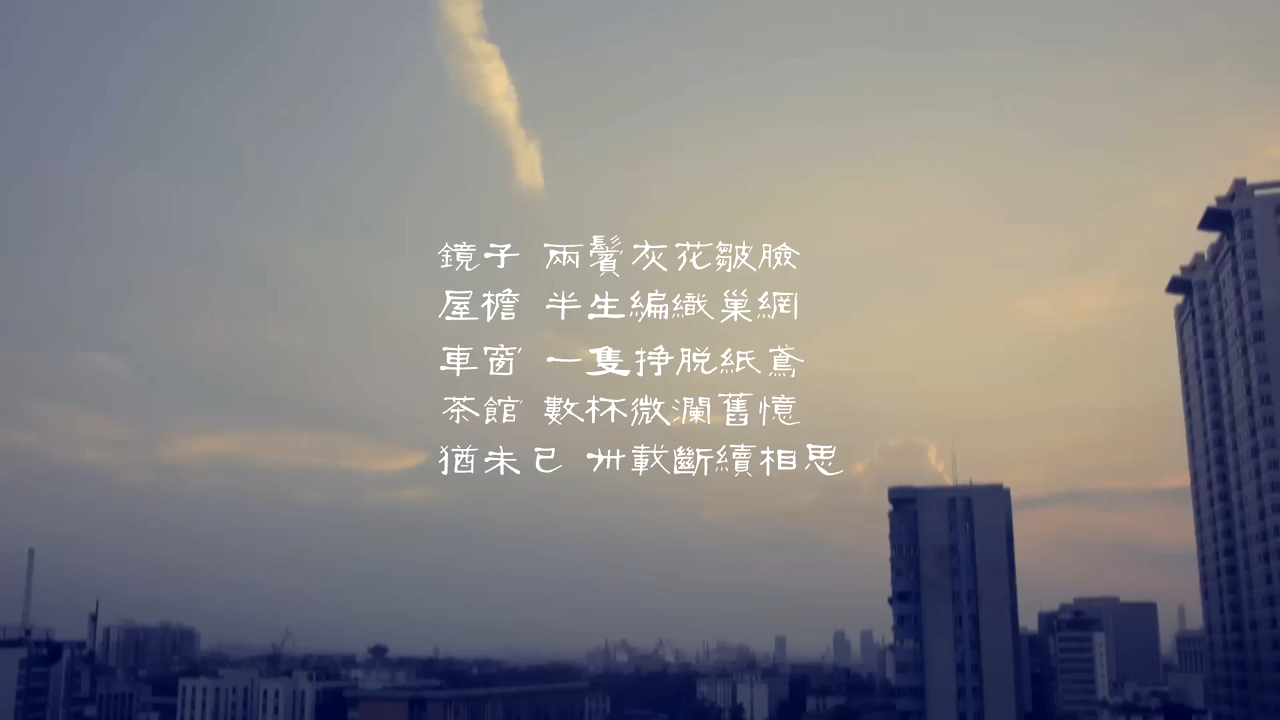 鏡子 兩鬢灰花皺臉
屋檐 半生編織巢網
車窗 一隻掙脱紙鳶
茶館 數杯微瀾舊憶
猶未已 卅載斷續相思